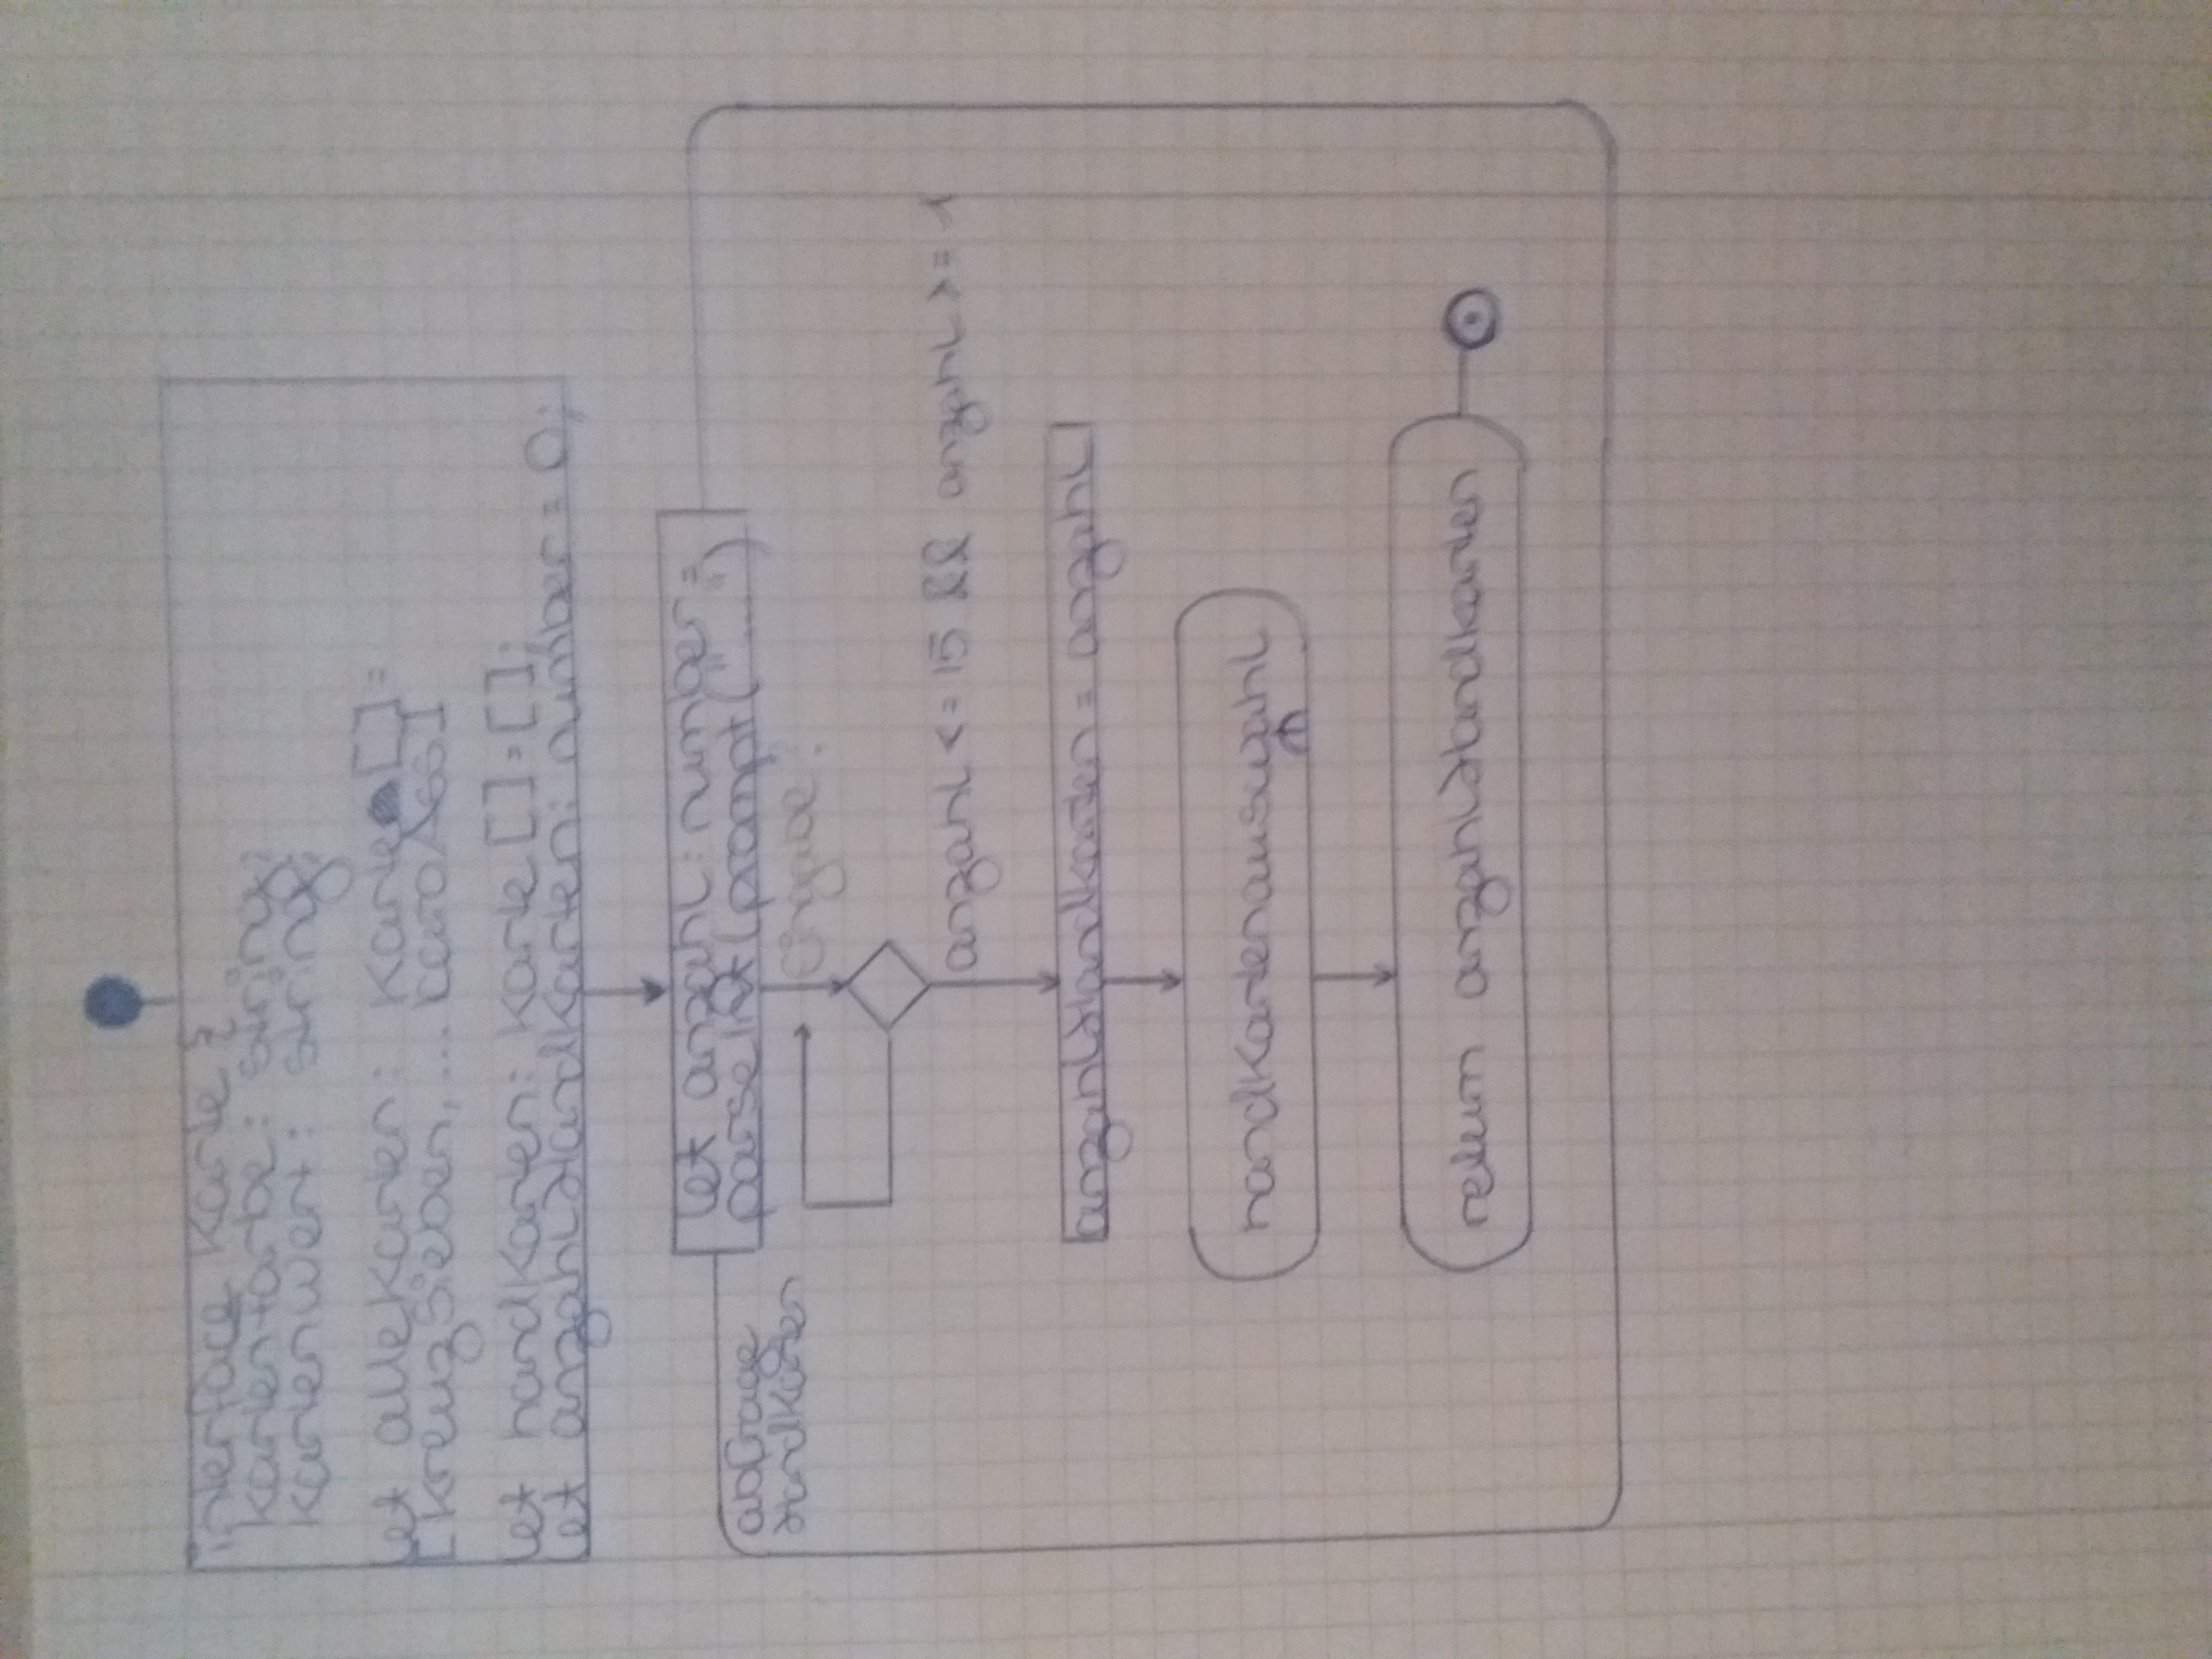 interface Karte {
kartenfarbe: string;
kartenwert: string;
let alleKarten: Karte[] =
[kreuzSieben, ... karoAss]
let handKarten: Karte[] = [];
let anzahlHandKarten: number = 0;
let anzahl: number =
parseInt(prompt("...")
abfrage
HandKarten
Eingabe:
anzahl <= 15 && anzahl >= 1
anzahlHandkarten = anzahl
handKartenauswahl
return anzahlHandkarten